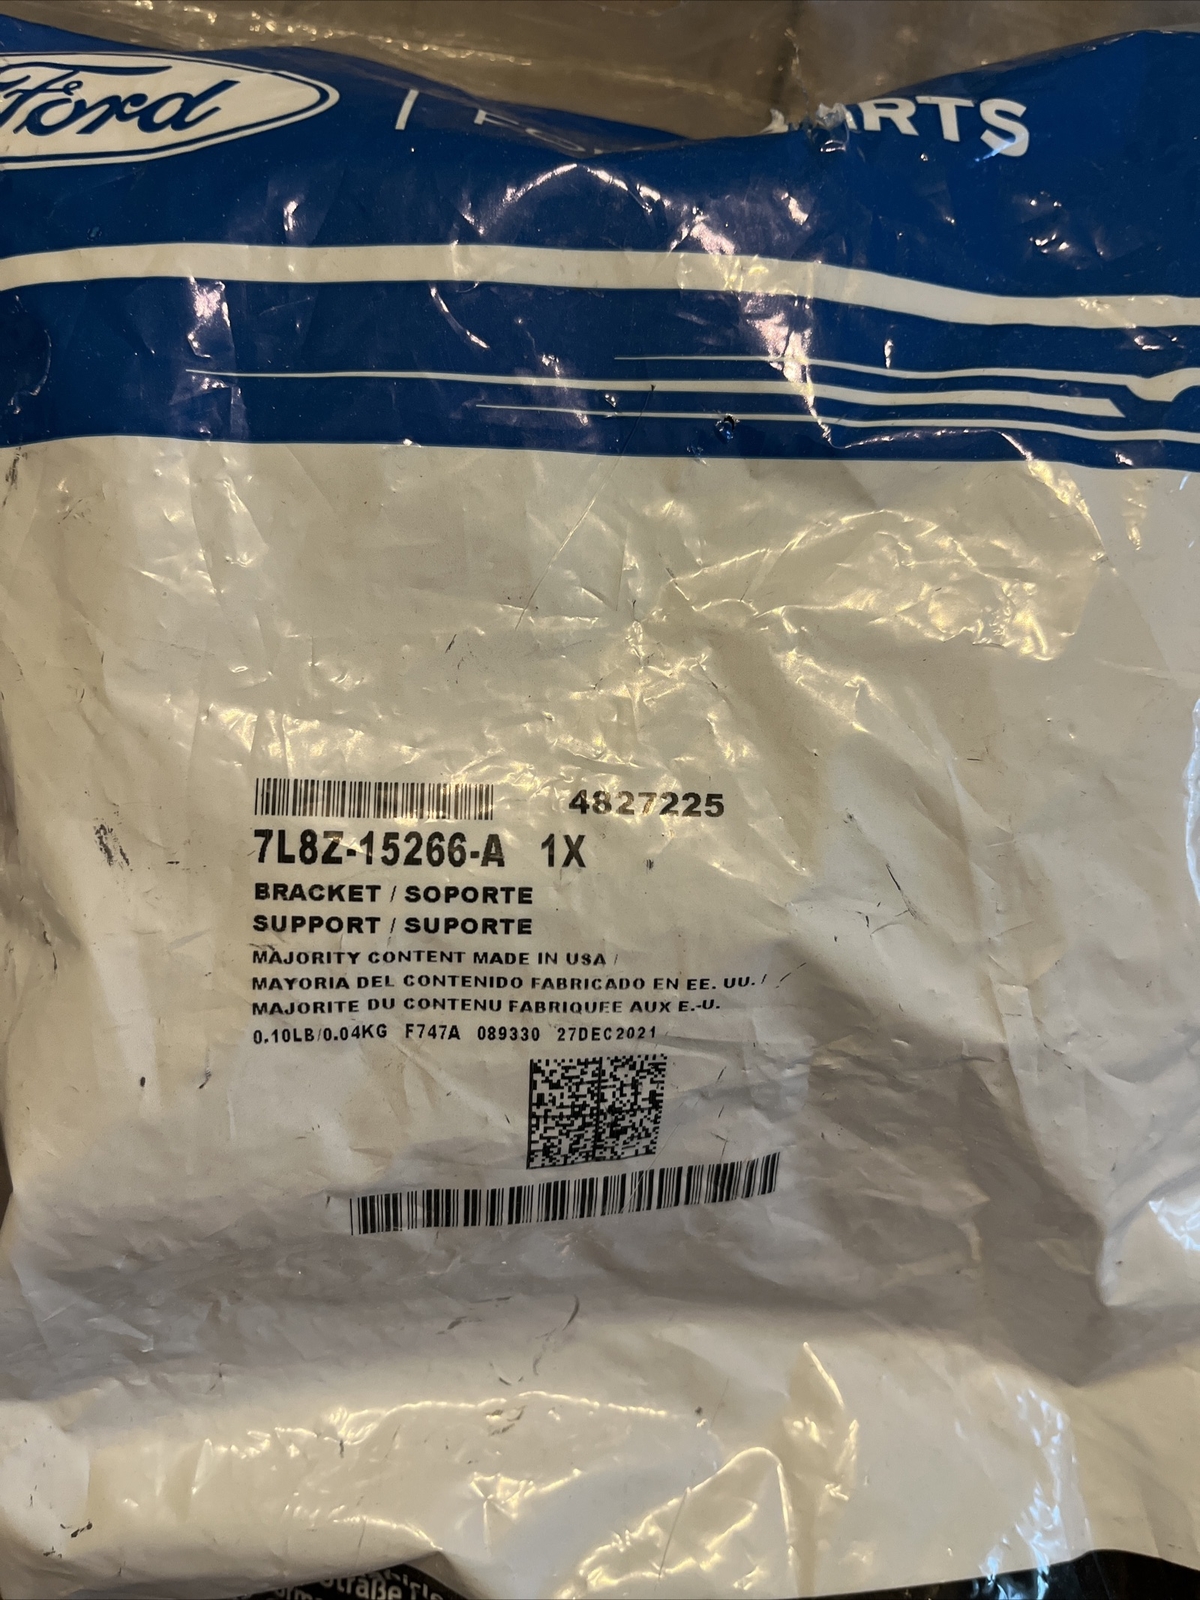 Ford
4827225
7L8Z-15266-A 1X
BRACKET / SOPORTE
SUPPORT / SUPORTE
MAJORITY CONTENT MADE IN USA /
MAYORIA DEL CONTENIDO FABRICADO EN EE. UU. /
MAJORITE DU CONTENU FABRIQUEE AUX E.-U.
0.10LB/0.04KG F747A 089330 27DEC2021